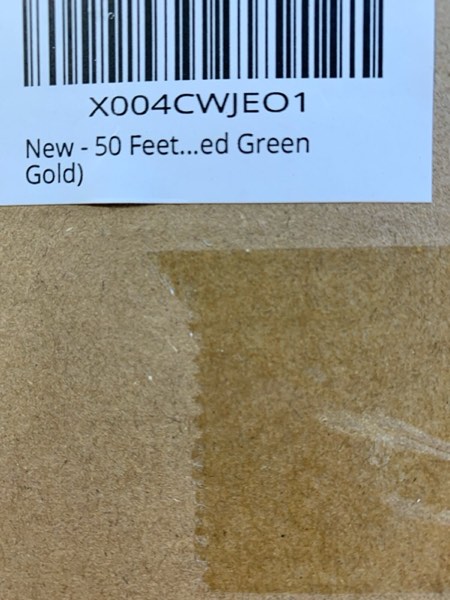 X004CWJEO1
New - 50 Feet...ed Green
Gold)